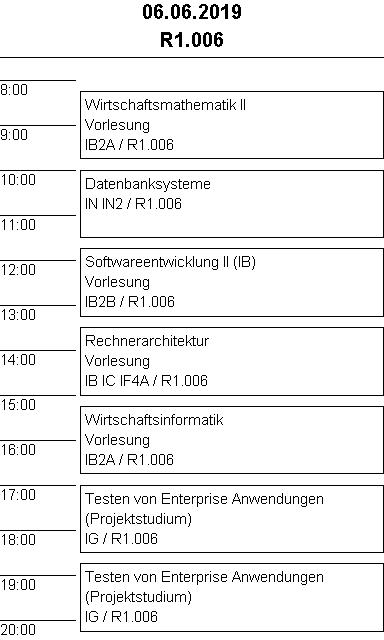 06.06.2019
R1.006
8:00
Wirtschaftsmathematik II
Vorlesung
9:00
IB2A / R1.006
10:00
Datenbanksysteme
IN IN2 / R1.006
11:00
Softwareentwicklung II (IB)
12:00
Vorlesung
IB2B / R1.006
13:00
Rechnerarchitektur
14:00
Vorlesung
IB IC IF4A / R1.006
15:00
Wirtschaftsinformatik
Vorlesung
16:00
IB2A / R1.006
17:00
Testen von Enterprise Anwendungen
(Projektstudium)
18:00
IG / R1.006
Testen von Enterprise Anwendungen
19:00
(Projektstudium)
IG / R1.006
20:00